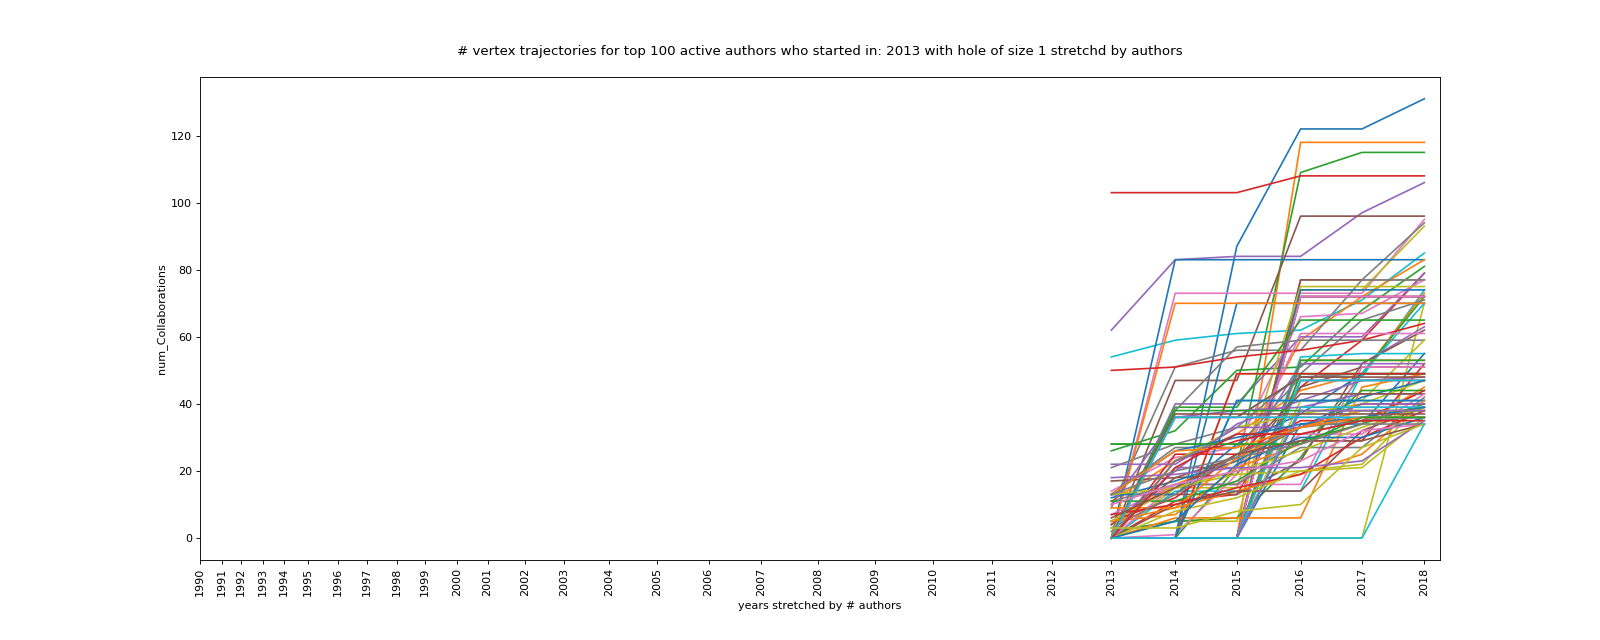 # vertex trajectories for top 100 active authors who started in: 2013 with hole of size 1 stretchd by authors
num_Collaborations
120
100
80
60
40
20
0
1990 1991 1992 1993 1994 1995 1996 1997 1998 1999 2000 2001 2002 2003 2004 2005 2006 2007 2008 2009 2010 2011 2012 2013 2014 2015 2016 2017 2018
years stretched by # authors